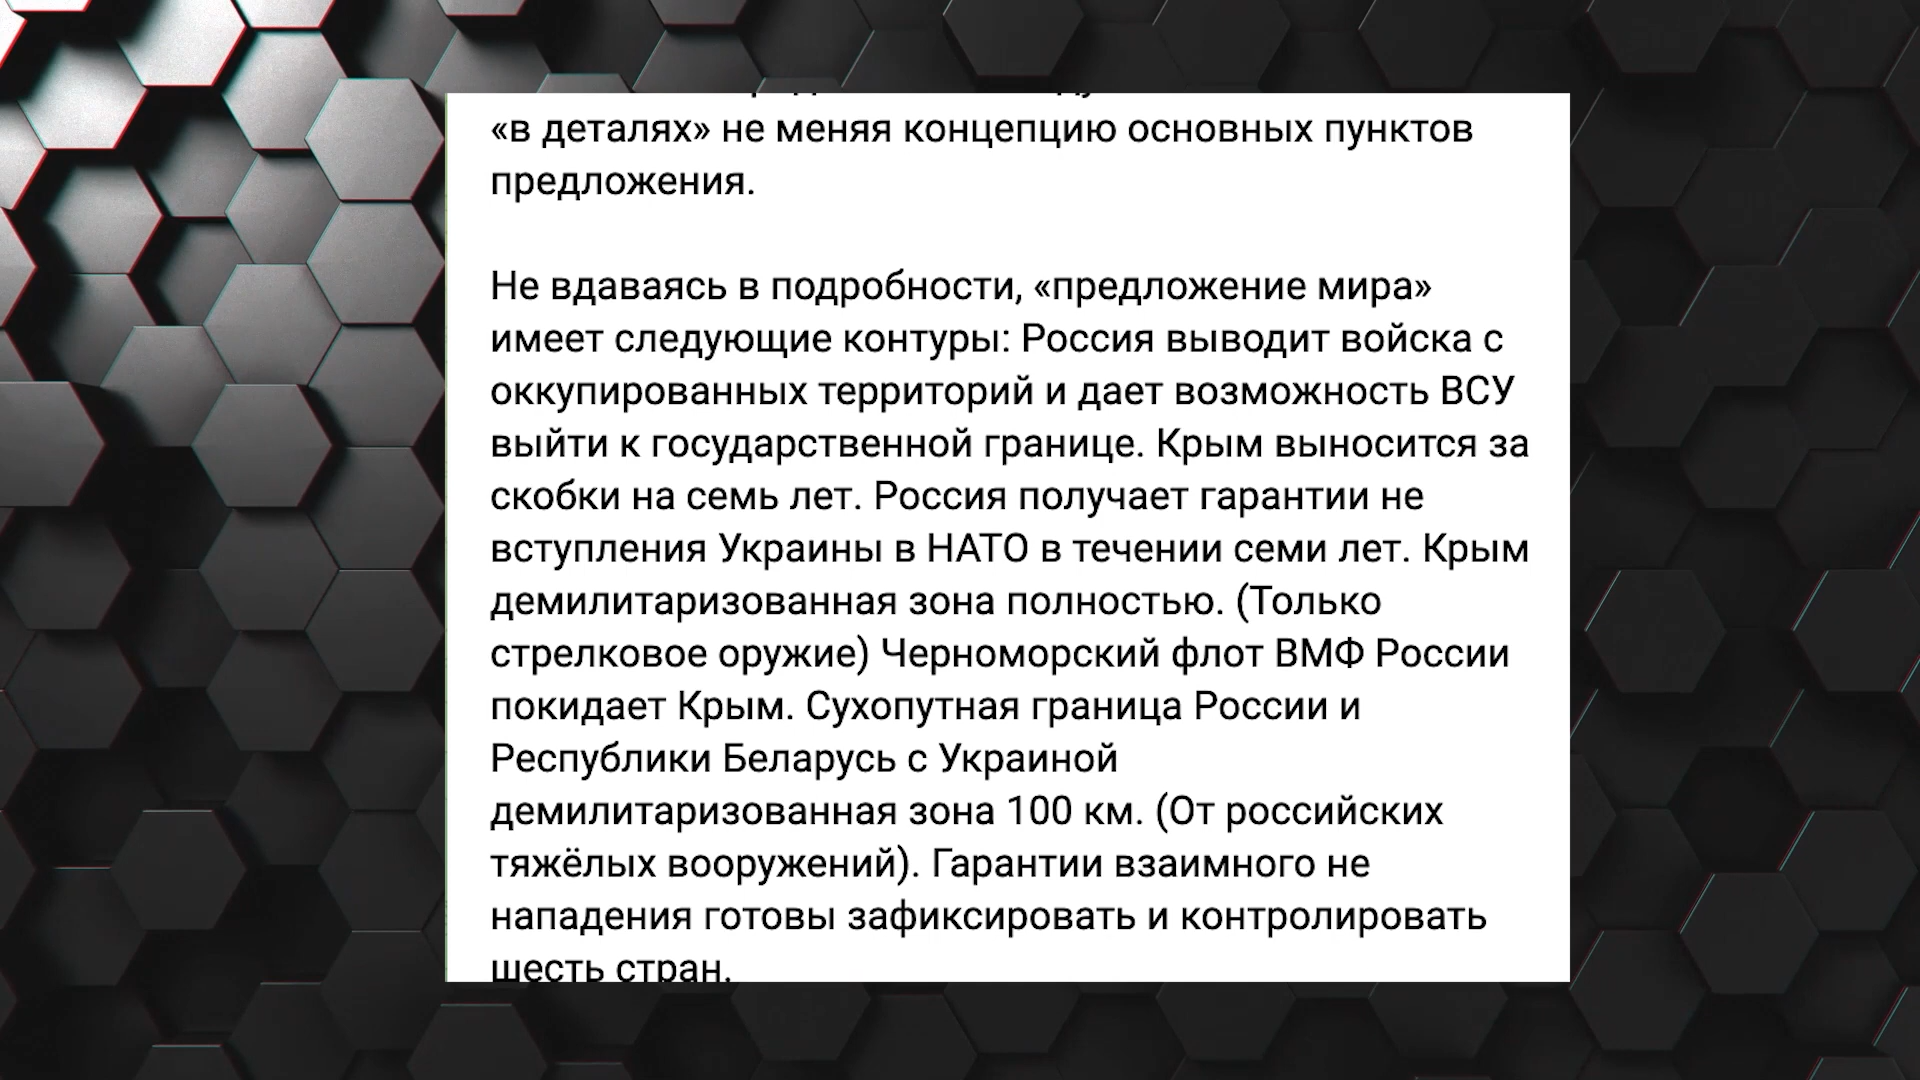 «в деталях» не меняя концепцию основных пунктов
предложения.
Не вдаваясь в подробности, «предложение мира»
имеет следующие контуры: Россия выводит войска с
оккупированных территорий и дает возможность ВСУ
выйти к государственной границе. Крым выносится за
скобки на семь лет. Россия получает гарантии не
вступления Украины в НАТО в течении семи лет. Крым
демилитаризованная зона полностью. (Только
стрелковое оружие) Черноморский флот ВМФ России
покидает Крым. Сухопутная граница России и
Республики Беларусь с Украиной
демилитаризованная зона 100 км. (От российских
тяжёлых вооружений). Гарантии взаимного не
нападения готовы зафиксировать и контролировать
шесть стран.